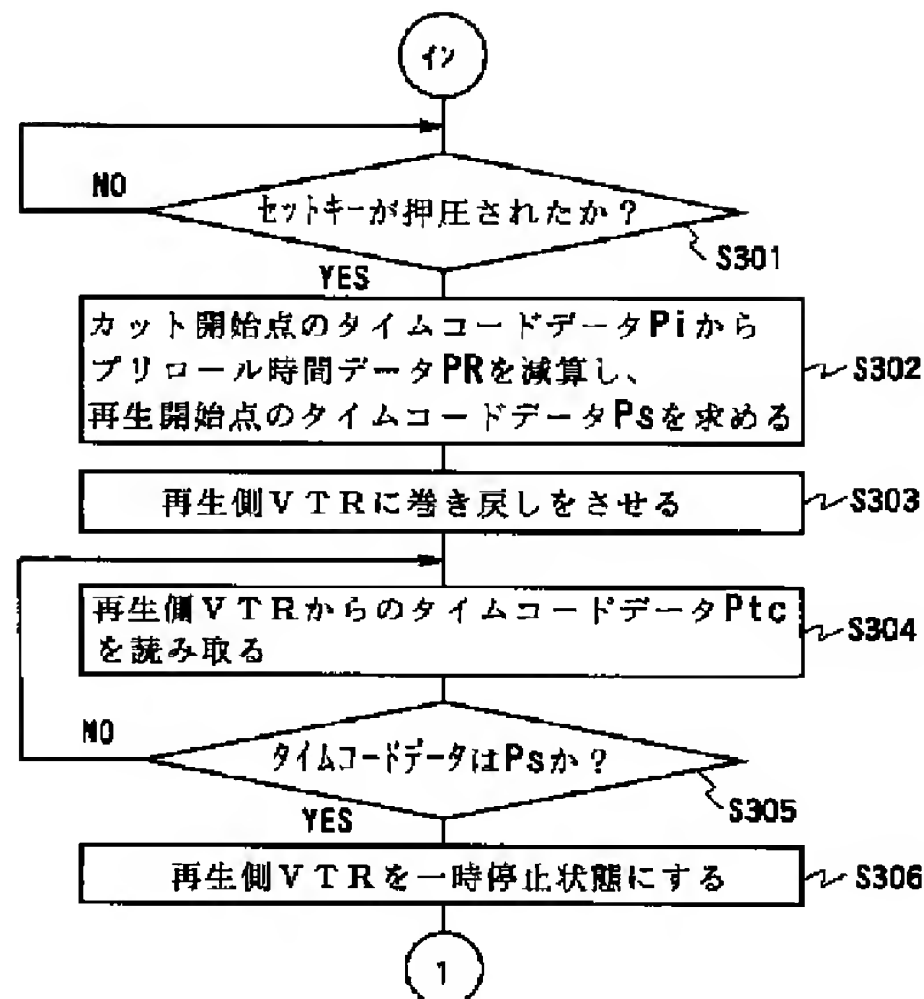 イン
NO
セットキーが押圧されたか？
S301
YES
カット開始点のタイムコードデータPiから
プリロール時間データPRを減算し、
再生開始点のタイムコードデータPsを求める
S302
再生側VTRに巻き戻しをさせる
S303
再生側VTRからのタイムコードデータPtc
を読み取る
S304
NO
タイムコードデータはPsか？
S305
YES
再生側VTRを一時停止状態にする
S306
1